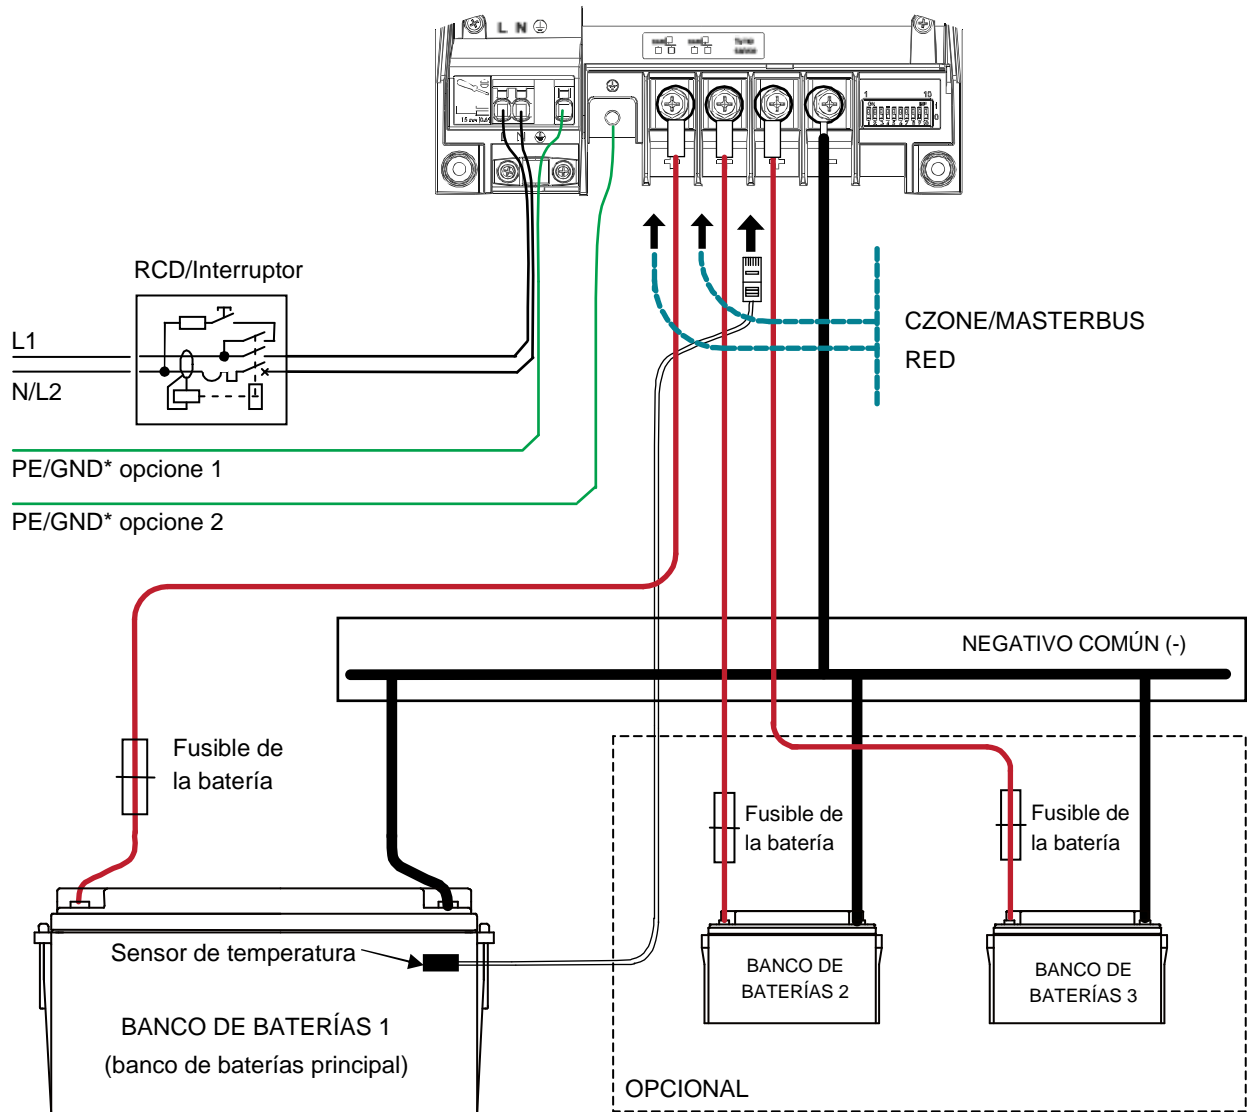 L N
1 10
L N
RCD/Interruptor
L1
N/L2
CZONE/MASTERBUS
RED
PE/GND* opcione 1
PE/GND* opcione 2
NEGATIVO COMÚN (-)
Fusible de
la batería
Fusible de
la batería
Fusible de
la batería
Sensor de temperatura
BANCO DE BATERÍAS 1
(banco de baterías principal)
BANCO DE
BATERÍAS 2
BANCO DE
BATERÍAS 3
OPCIONAL